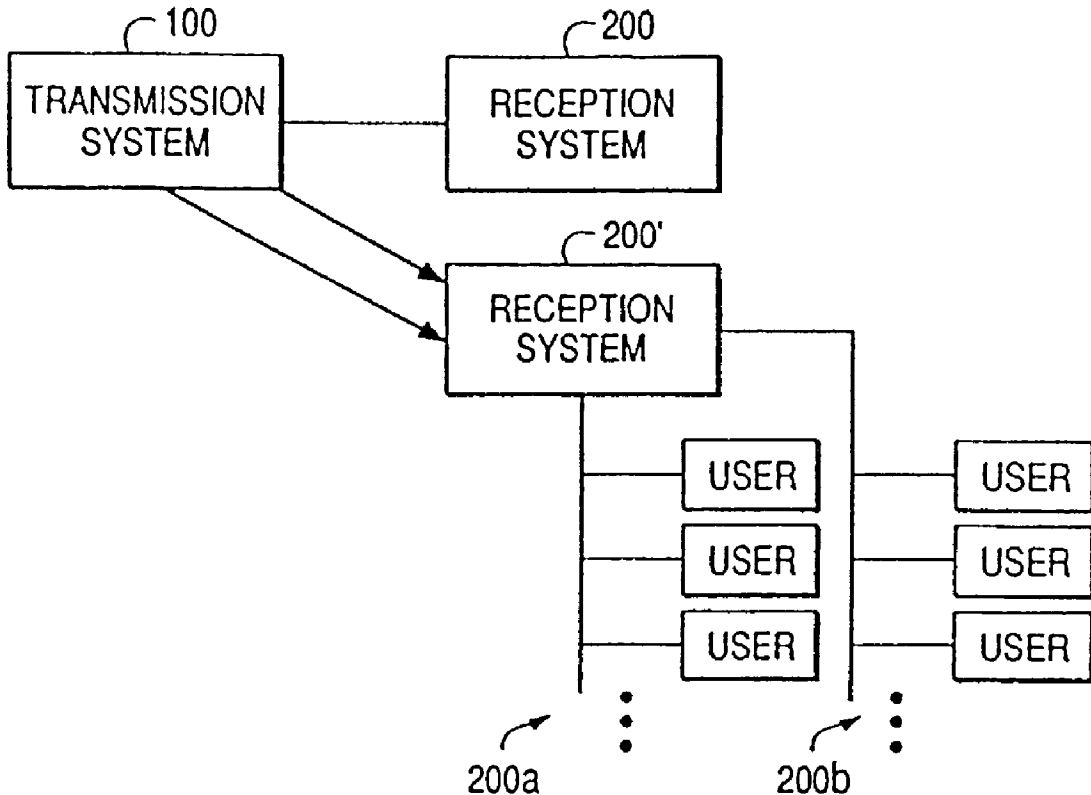 100
200
TRANSMISSION
SYSTEM
RECEPTION
SYSTEM
200'
RECEPTION
SYSTEM
USER
USER
USER
USER
USER
USER
200a
200b